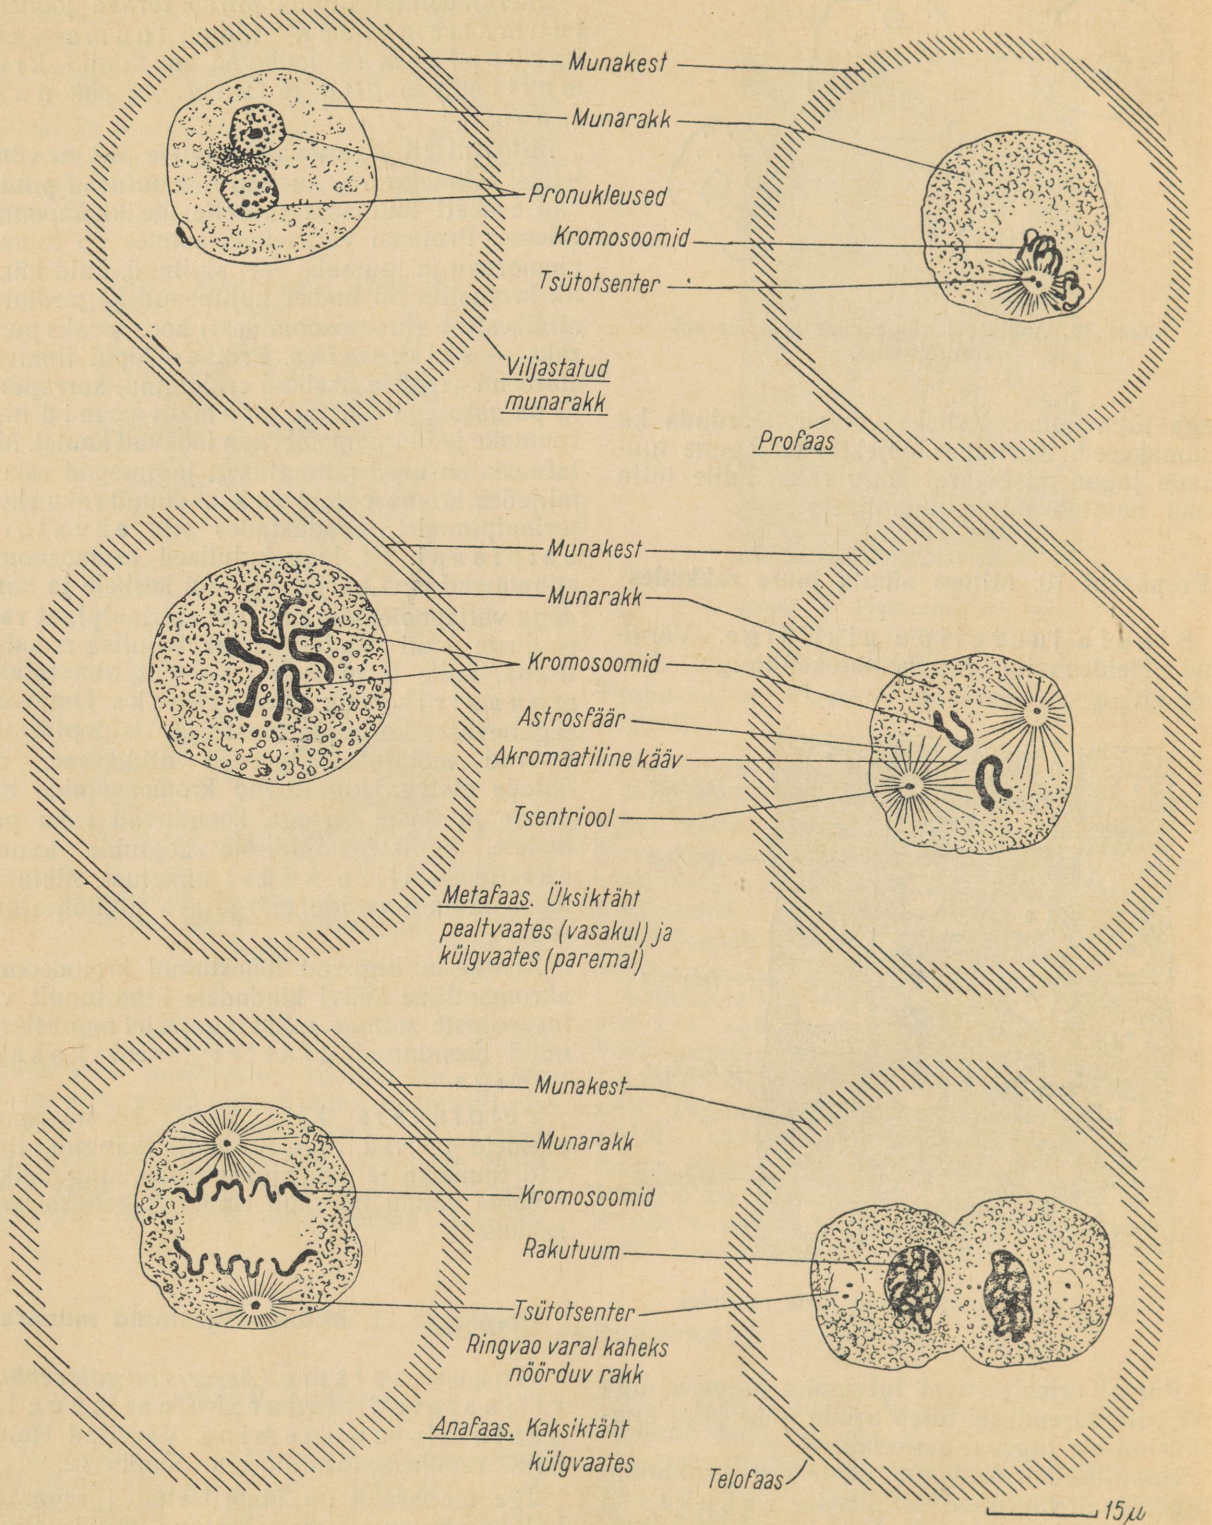 Munakest
Munarakk
Pronukleused
Kromosoomid
Tsütotsenter
Viljastatud
munarakk
Profaas
Munakest
Munarakk
Kromosoomid
Astrosfäär
Akromaatiline kääv
Tsentriool
Metafaas. Üksiktäht
pealtvaates (vasakul) ja
külgvaates (paremal)
Munakest
Munarakk
Kromosoomid
Rakutuum
Tsütotsenter
Ringvao varal kaheks
nöörduv rakk
Anafaas. Kaksiktäht
külgvaates
Telofaas
15µ